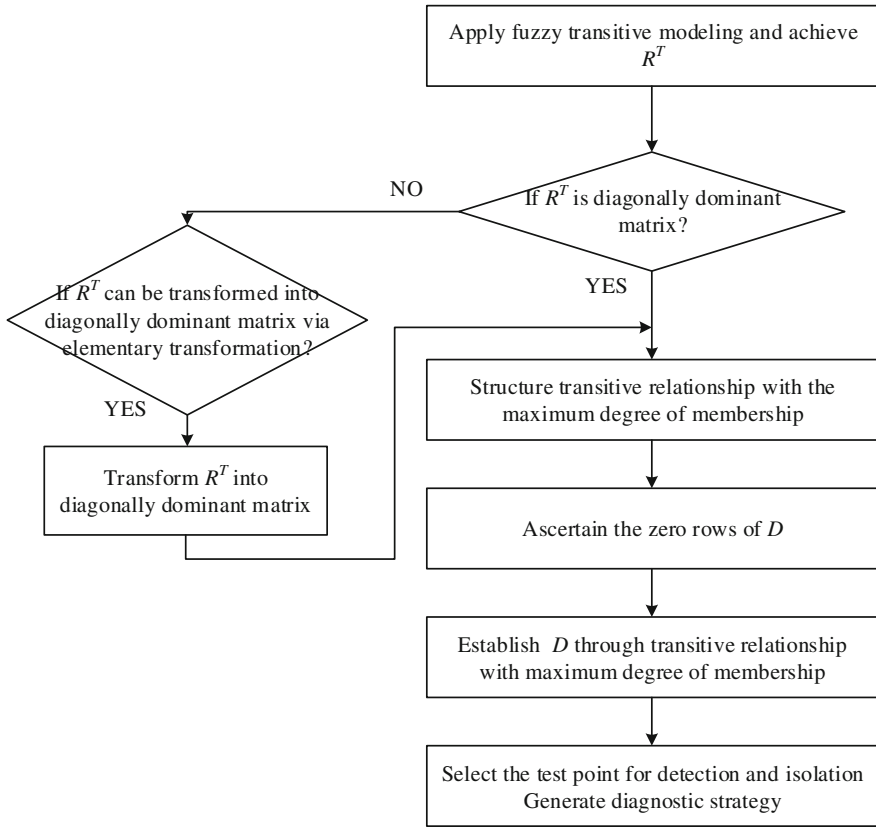 Apply fuzzy transitive modeling and achieve
R^T
NO
If R^T is diagonally dominant
matrix?
YES
If R^T can be transformed into
diagonally dominant matrix via
elementary transformation?
YES
Transform R^T into
diagonally dominant matrix
Structure transitive relationship with the
maximum degree of membership
Ascertain the zero rows of D
Establish D through transitive relationship
with maximum degree of membership
Select the test point for detection and isolation
Generate diagnostic strategy